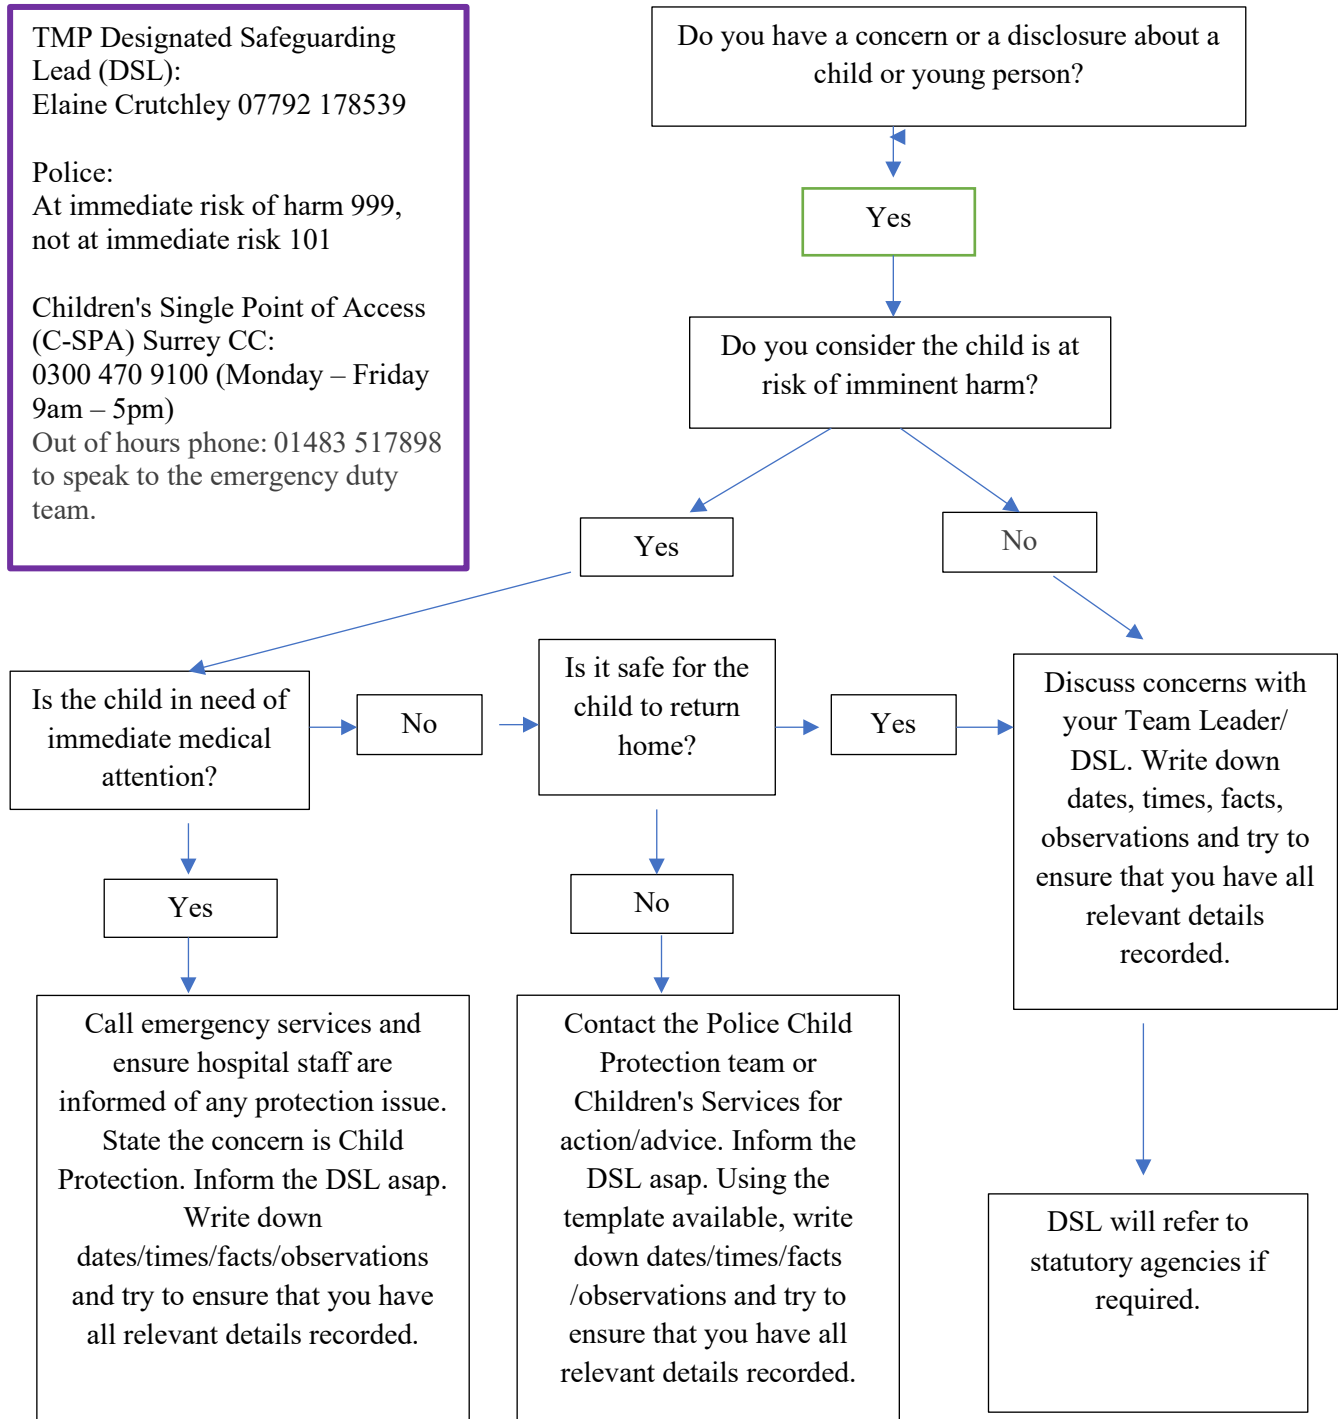 TMP Designated Safeguarding
Lead (DSL):
Elaine Crutchley 07792 178539
Police:
At immediate risk of harm 999,
not at immediate risk 101
Children's Single Point of Access
(C-SPA) Surrey CC:
0300 470 9100 (Monday – Friday
9am – 5pm)
Out of hours phone: 01483 517898
to speak to the emergency duty
team.
Do you have a concern or a disclosure about a
child or young person?
Yes
Do you consider the child is at
risk of imminent harm?
Yes
No
Is the child in need of
immediate medical
attention?
No
Is it safe for the
child to return
home?
Yes
Discuss concerns with
your Team Leader/
DSL. Write down
dates, times, facts,
observations and try to
ensure that you have all
relevant details
recorded.
Yes
No
Call emergency services and
ensure hospital staff are
informed of any protection issue.
State the concern is Child
Protection. Inform the DSL asap.
Write down
dates/times/facts/observations
and try to ensure that you have
all relevant details recorded.
Contact the Police Child
Protection team or
Children's Services for
action/advice. Inform the
DSL asap. Using the
template available, write
down dates/times/facts
/observations and try to
ensure that you have all
relevant details recorded.
DSL will refer to
statutory agencies if
required.